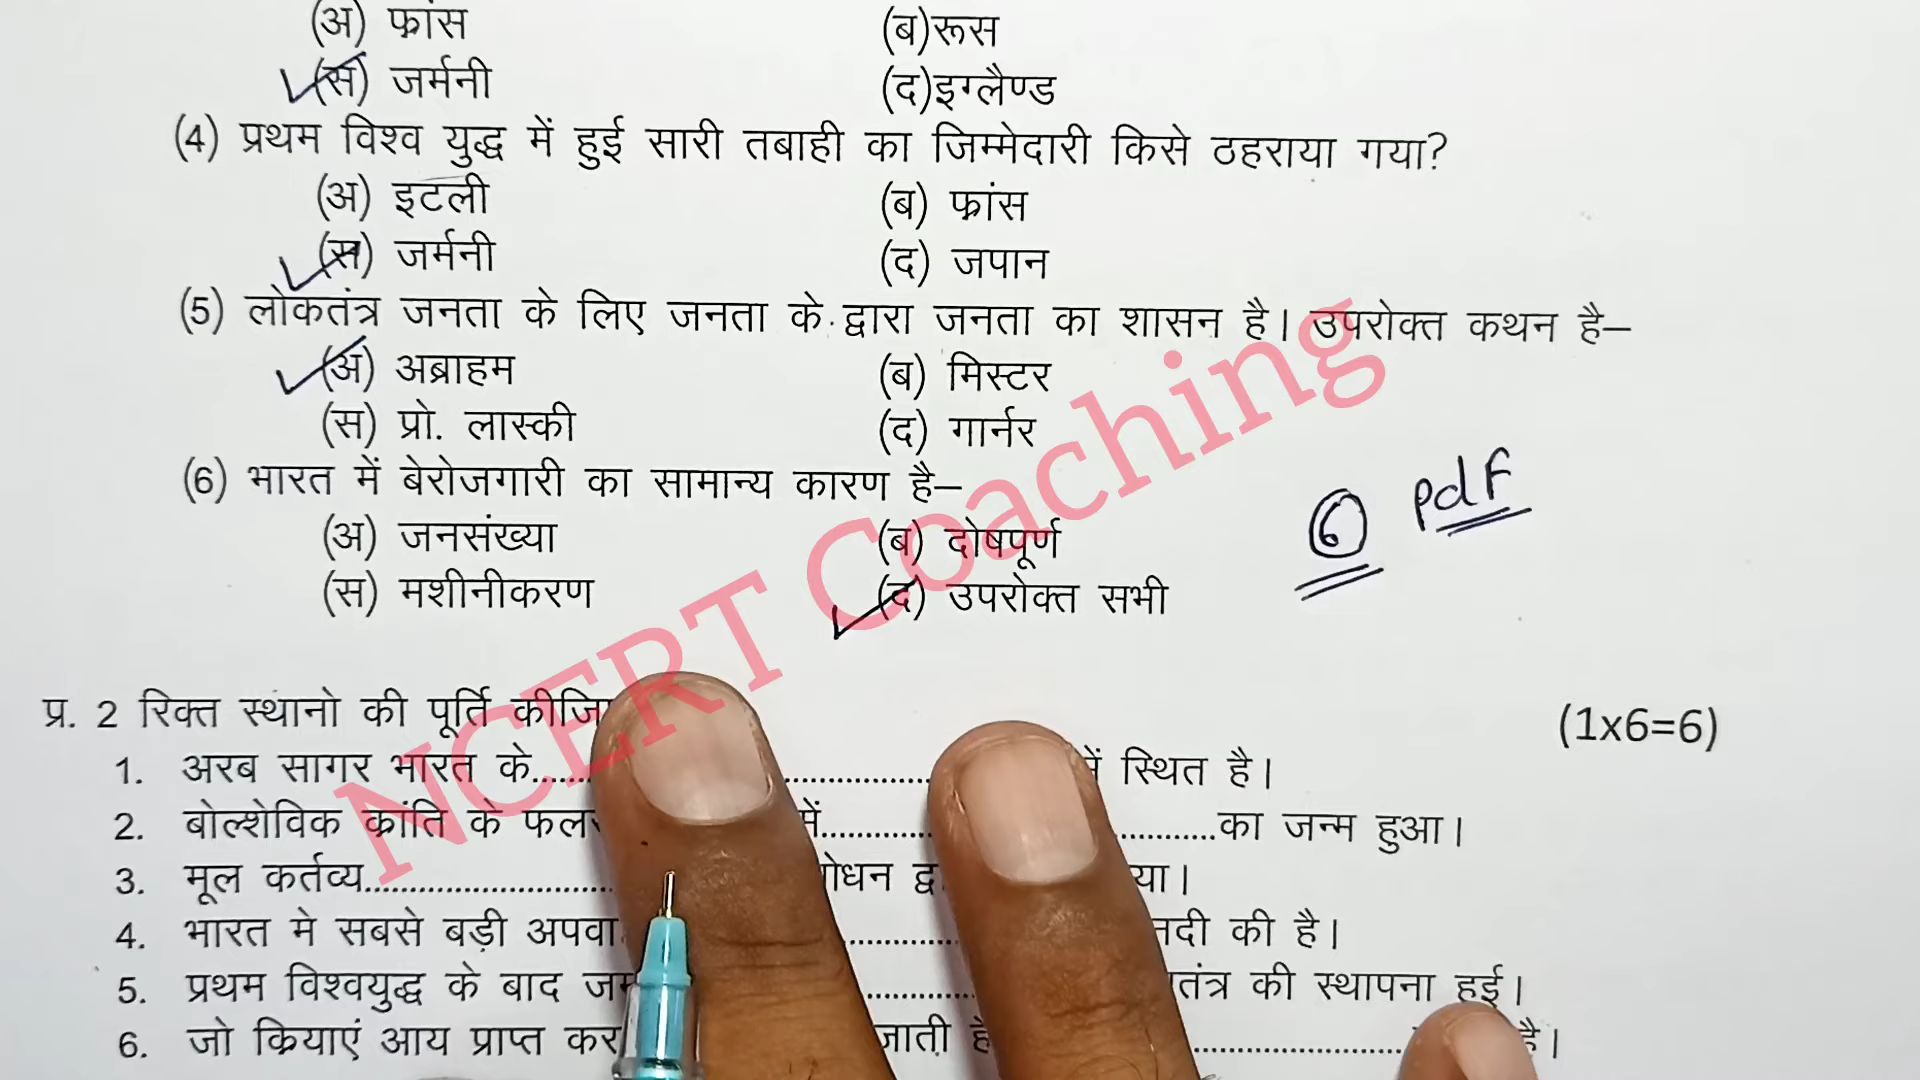 (अ) फ्रांस (ब)रूस
(स) जर्मनी (द)इग्लैण्ड
(4) प्रथम विश्व युद्ध में हुई सारी तबाही का जिम्मेदारी किसे ठहराया गया?
(अ) इटली (ब) फ्रांस
(स) जर्मनी (द) जपान
(5) लोकतंत्र जनता के लिए जनता के द्वारा जनता का शासन है। उपरोक्त कथन है–
(अ) अब्राहम (ब) मिस्टर
(स) प्रो. लास्की (द) गार्नर
(6) भारत में बेरोजगारी का सामान्य कारण है–
(अ) जनसंख्या (ब) दोषपूर्ण
(स) मशीनीकरण (द) उपरोक्त सभी
6 pdf
NCERT Coaching
प्र. 2 रिक्त स्थानो की पूर्ति (1x6=6)
1. अरब सागर भारत के.................... में स्थित है।
2. बोल्शेविक क्रांति के में....................का जन्म हुआ।
3. मूल कर्तव्य....................
4. भारत मे सबसे बड़ी .................... नदी की है।
5. प्रथम विश्वयुद्ध के बाद .................... की स्थापना हुई।
6. जो क्रियाएं आय प्राप्त जाती .................... है।